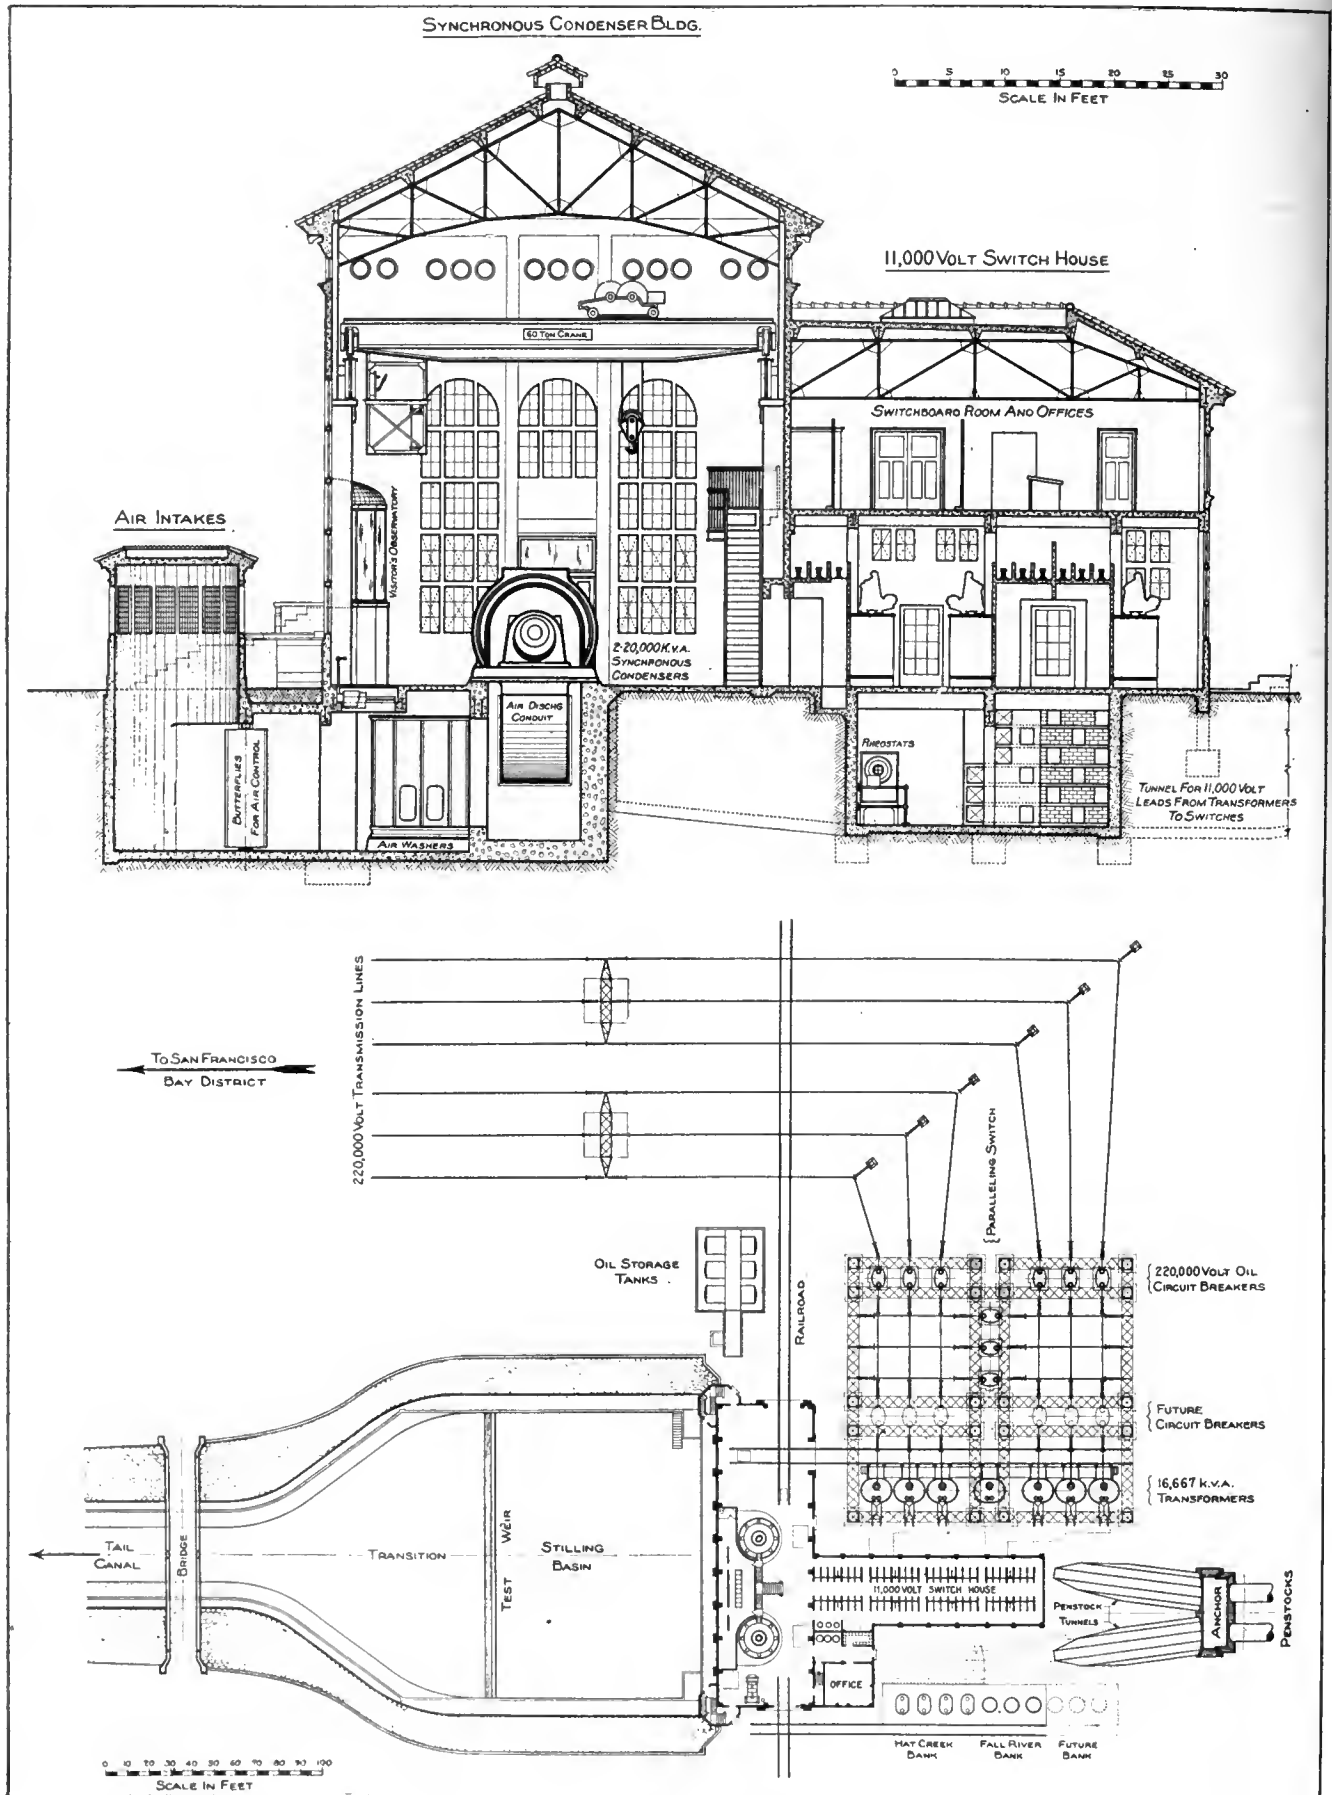 SYNCHRONOUS CONDENSER BLDG.
0 5 10 15 20 25 30
SCALE IN FEET
11,000 VOLT SWITCH HOUSE
60 TON CRANE
SWITCHBOARD ROOM AND OFFICES
AIR INTAKES
VISITOR'S OBSERVATORY
2-20,000 K.V.A.
SYNCHRONOUS
CONDENSERS
AIR DISCHG
CONDUIT
BUTTERFLIES
FOR AIR CONTROL
AIR WASHERS
RHEOSTATS
TUNNEL FOR 11,000 VOLT
LEADS FROM TRANSFORMERS
TO SWITCHES
220,000 VOLT TRANSMISSION LINES
TO SAN FRANCISCO
BAY DISTRICT
PARALLELING SWITCH
OIL STORAGE
TANKS
RAILROAD
220,000 VOLT OIL
CIRCUIT BREAKERS
FUTURE
CIRCUIT BREAKERS
16,667 K.V.A.
TRANSFORMERS
TAIL
CANAL
BRIDGE
TRANSITION
TEST WEIR
STILLING
BASIN
11,000 VOLT SWITCH HOUSE
PENSTOCK
TUNNELS
ANCHOR
PENSTOCKS
OFFICE
HAT CREEK
BANK
FALL RIVER
BANK
FUTURE
BANK
0 10 20 30 40 50 60 70 80 90 100
SCALE IN FEET